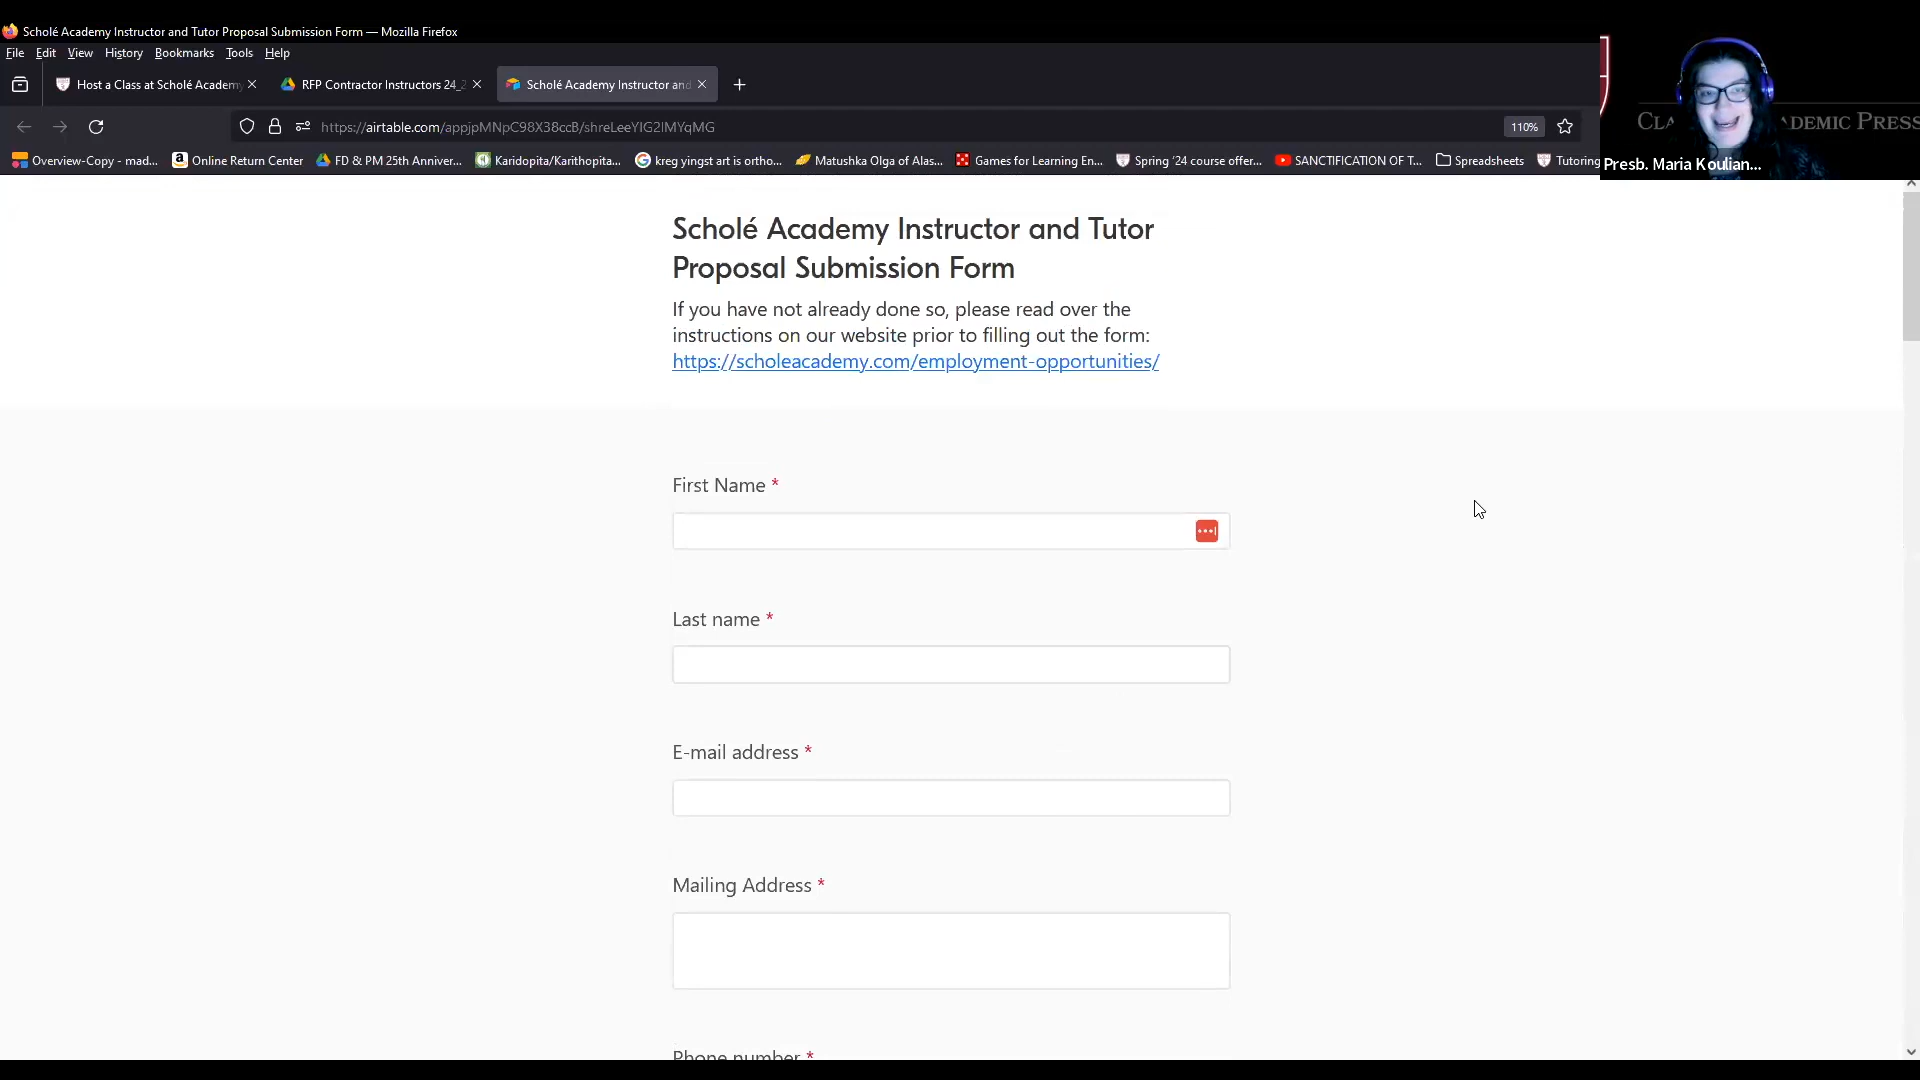 Scholé Academy Instructor and Tutor Proposal Submission Form — Mozilla Firefox
File Edit View History Bookmarks Tools Help
Host a Class at Scholé Academy
RFP Contractor Instructors 24_2
Scholé Academy Instructor and
https://airtable.com/appjpMNpC98X38ccB/shreLeeYIG2IMYqMG
110%
Overview-Copy - mad...
Online Return Center
FD & PM 25th Anniver...
Karidopita/Karithopita...
kreg yingst art is ortho...
Matushka Olga of Alas...
Games for Learning En...
Spring '24 course offer...
SANCTIFICATION OF T...
Spreadsheets
Tutoring
Presb. Maria Koulian...
Scholé Academy Instructor and Tutor
Proposal Submission Form
If you have not already done so, please read over the
instructions on our website prior to filling out the form:
https://scholeacademy.com/employment-opportunities/
First Name *
Last name *
E-mail address *
Mailing Address *
Phone number *